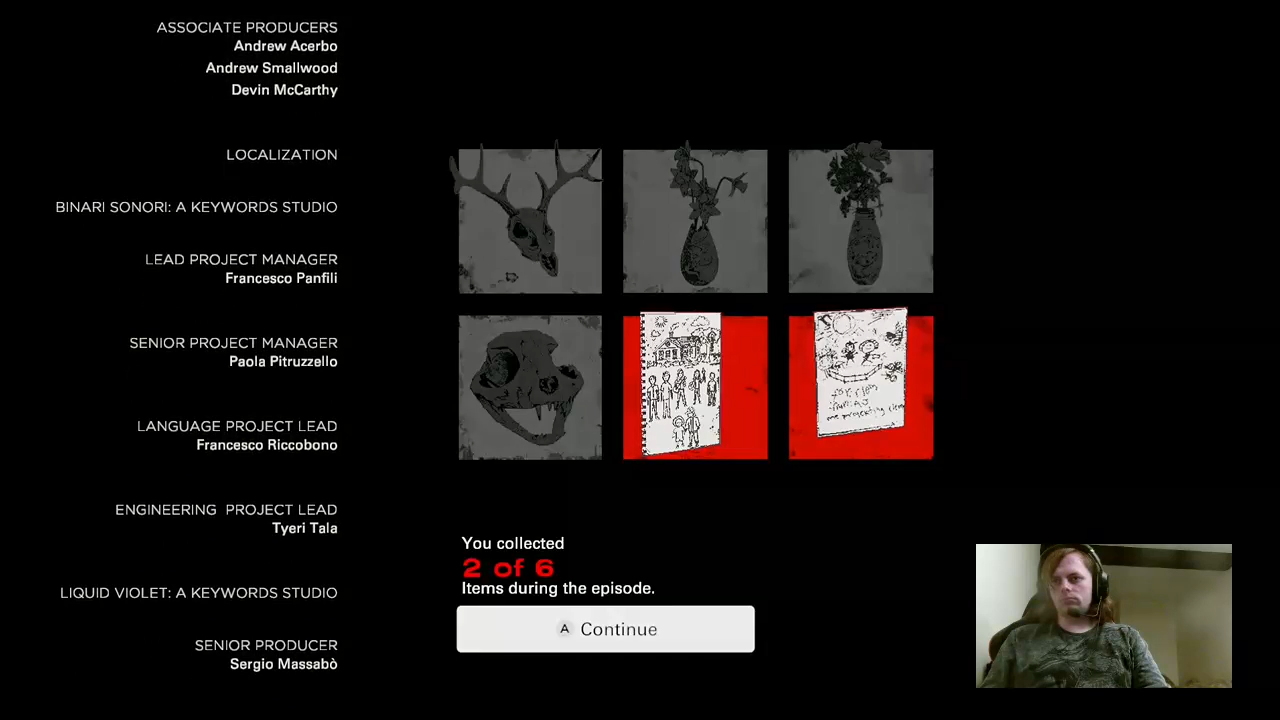 ASSOCIATE PRODUCERS
Andrew Acerbo
Andrew Smallwood
Devin McCarthy
LOCALIZATION
BINARI SONORI: A KEYWORDS STUDIO
LEAD PROJECT MANAGER
Francesco Panfili
SENIOR PROJECT MANAGER
Paola Pitruzzello
LANGUAGE PROJECT LEAD
Francesco Riccobono
ENGINEERING PROJECT LEAD
Tyeri Tala
LIQUID VIOLET: A KEYWORDS STUDIO
SENIOR PRODUCER
Sergio Massabò
You collected
2 of 6
Items during the episode.
A Continue